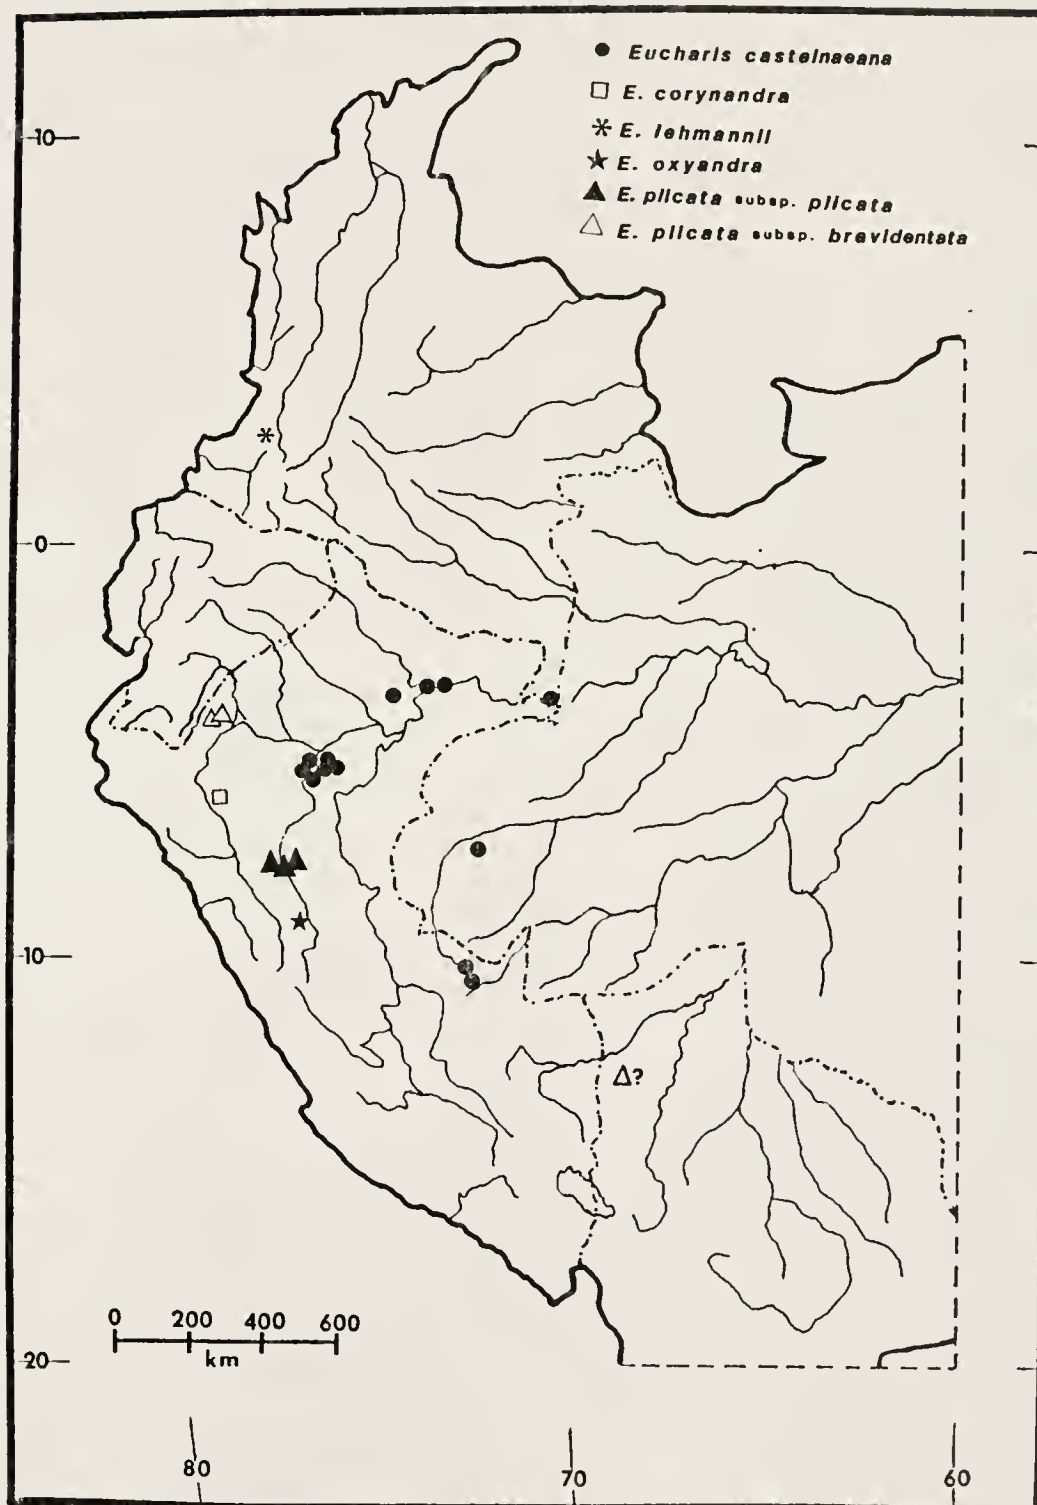 ● Eucharis castelnaeana
□ E. corynandra
✳ E. lehmannii
★ E. oxyandra
▲ E. plicata subsp. plicata
△ E. plicata subsp. brevidentata
10
0
10
Δ?
0 200 400 600
km
20
80 70 60